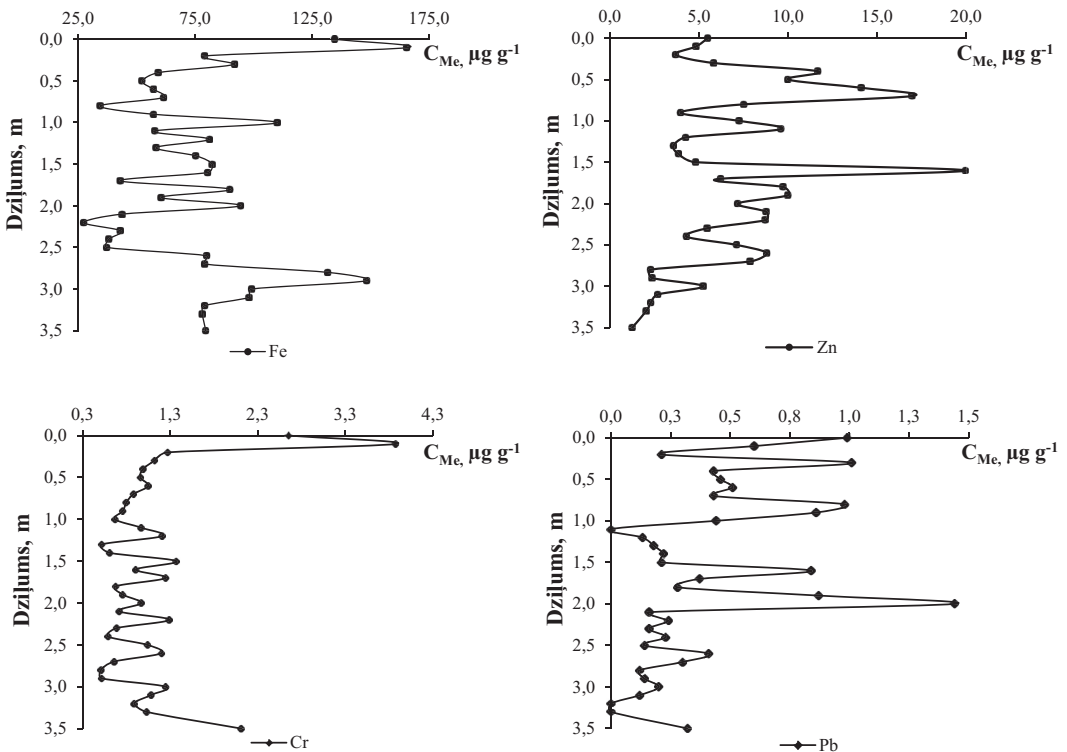 25,0 75,0 125,0 175,0
C Me, µg g-1
0,0
0,5
1,0
1,5
2,0
2,5
3,0
3,5
Dziļums, m
Fe
0,0 5,0 10,0 15,0 20,0
C Me, µg g-1
0,0
0,5
1,0
1,5
2,0
2,5
3,0
3,5
Dziļums, m
Zn
0,3 1,3 2,3 3,3 4,3
C Me, µg g-1
0,0
0,5
1,0
1,5
2,0
2,5
3,0
3,5
Dziļums, m
Cr
0,0 0,3 0,5 0,8 1,0 1,3 1,5
C Me, µg g-1
0,0
0,5
1,0
1,5
2,0
2,5
3,0
3,5
Dziļums, m
Pb